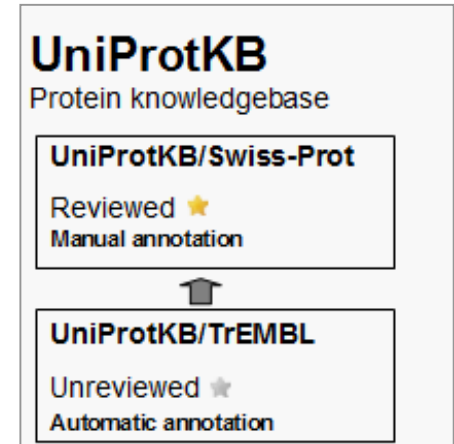 UniProtKB
Protein knowledgebase
UniProtKB/Swiss-Prot
Reviewed
Manual annotation
UniProtKB/TrEMBL
Unreviewed
Automatic annotation